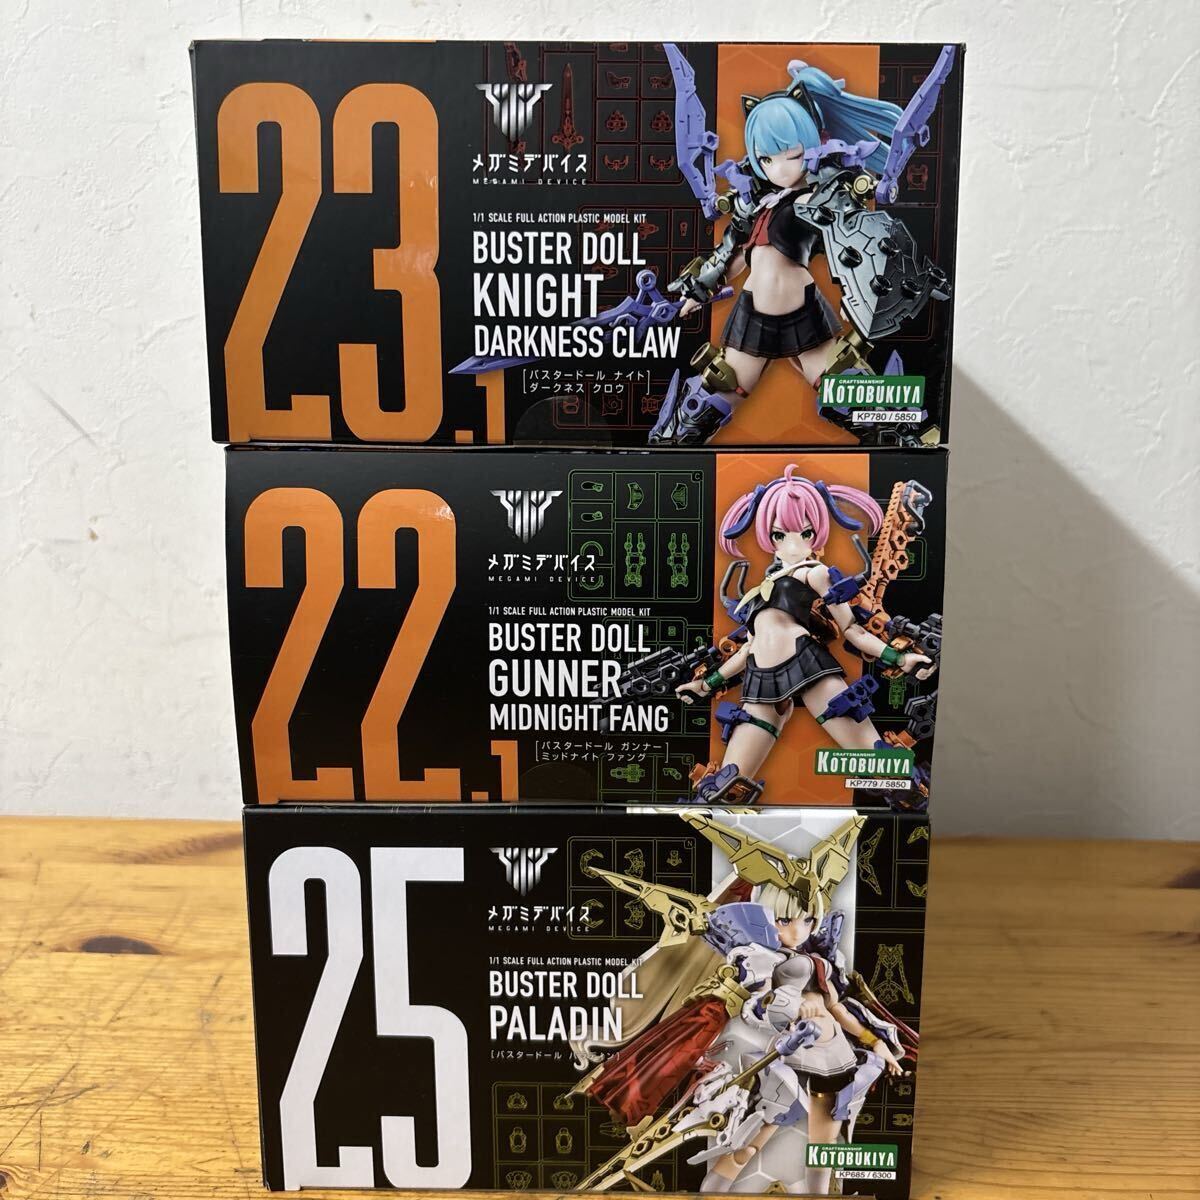 23.1
メガミデバイス
MEGAMI DEVICE
1/1 SCALE FULL ACTION PLASTIC MODEL KIT
BUSTER DOLL
KNIGHT
DARKNESS CLAW
[バスタードール ナイト
ダークネス クロウ]
CRAFTSMANSHIP
KOTOBUKIYA
KP780 / 5850
22.1
メガミデバイス
MEGAMI DEVICE
C
1/1 SCALE FULL ACTION PLASTIC MODEL KIT
BUSTER DOLL
GUNNER
MIDNIGHT FANG
[バスタードール ガンナー
ミッドナイト ファング]
E
CRAFTSMANSHIP
KOTOBUKIYA
KP779 / 5850
25
メガミデバイス
MEGAMI DEVICE
N
1/1 SCALE FULL ACTION PLASTIC MODEL KIT
BUSTER DOLL
PALADIN
[バスタードール パラディン]
CRAFTSMANSHIP
KOTOBUKIYA
KP685 / 6300